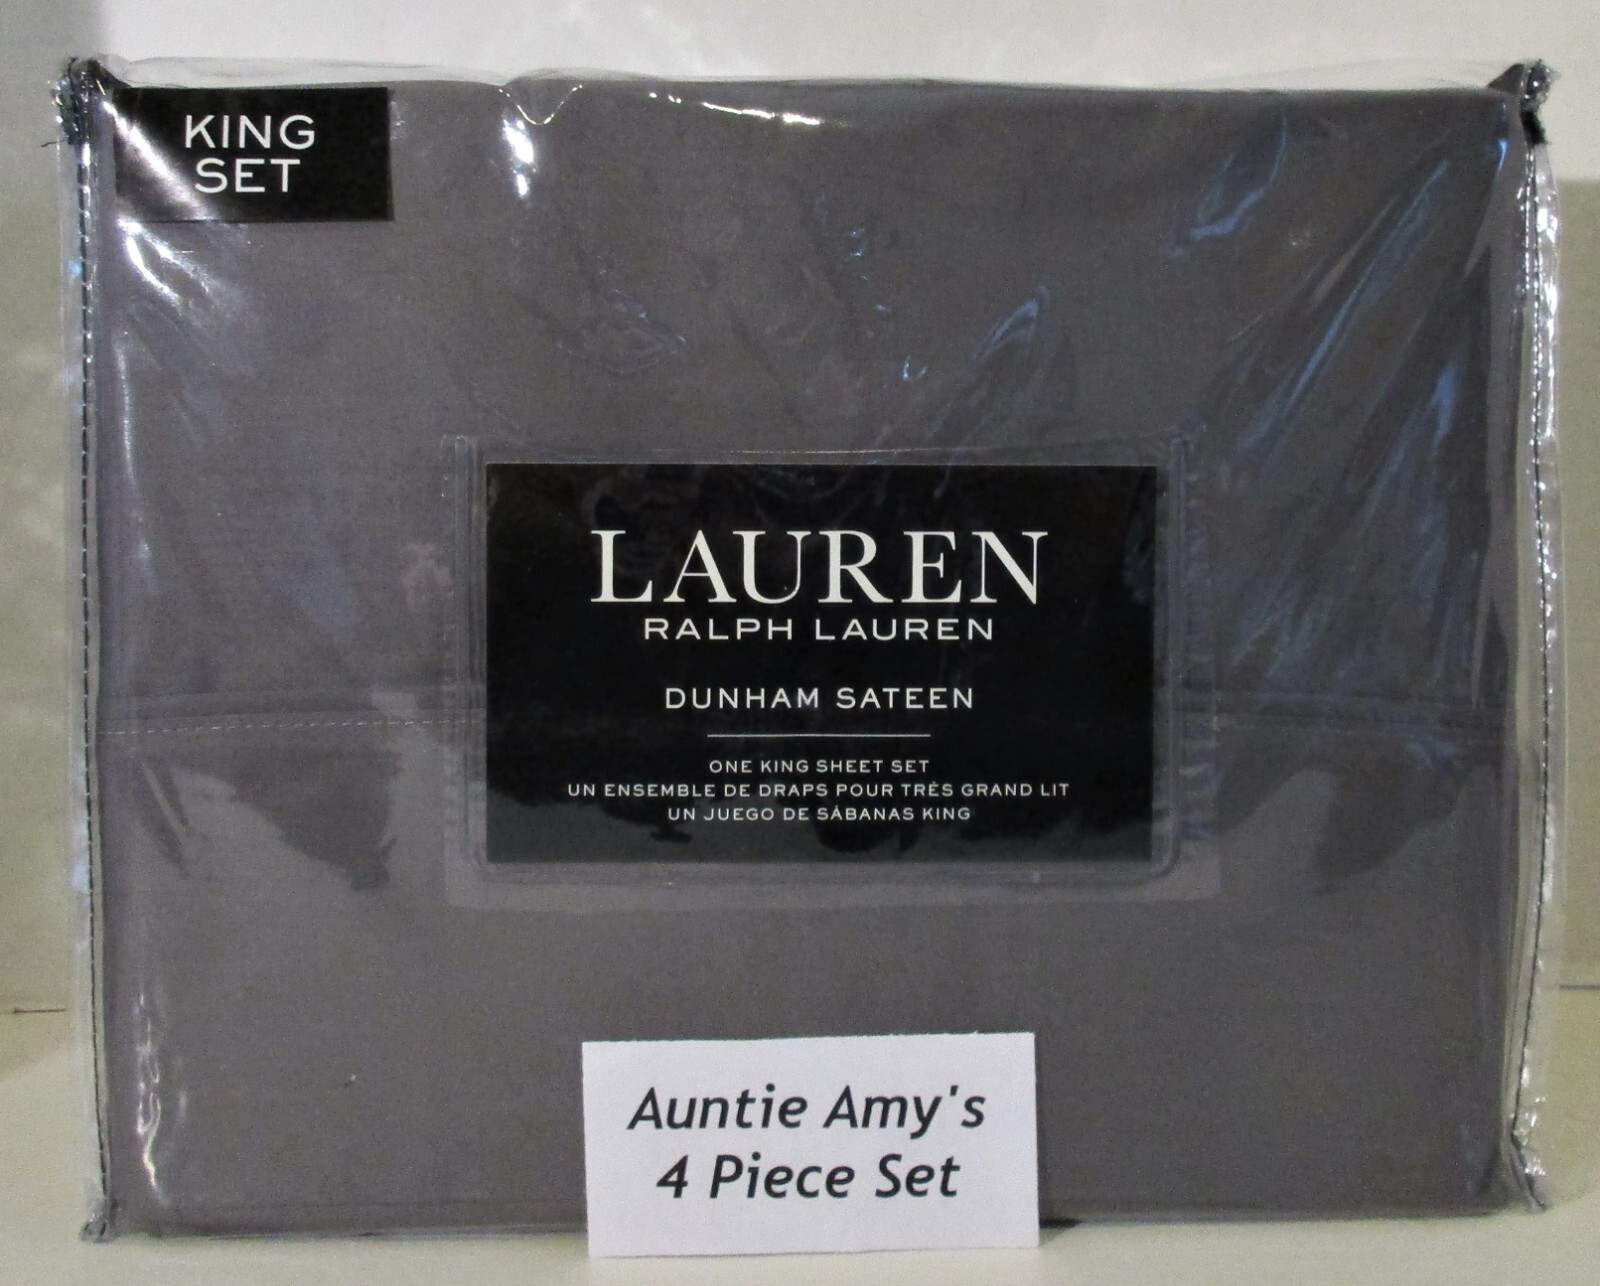 KING
SET
LAUREN
RALPH LAUREN
DUNHAM SATEEN
ONE KING SHEET SET
UN ENSEMBLE DE DRAPS POUR TRÈS GRAND LIT
UN JUEGO DE SÁBANAS KING
Auntie Amy's
4 Piece Set